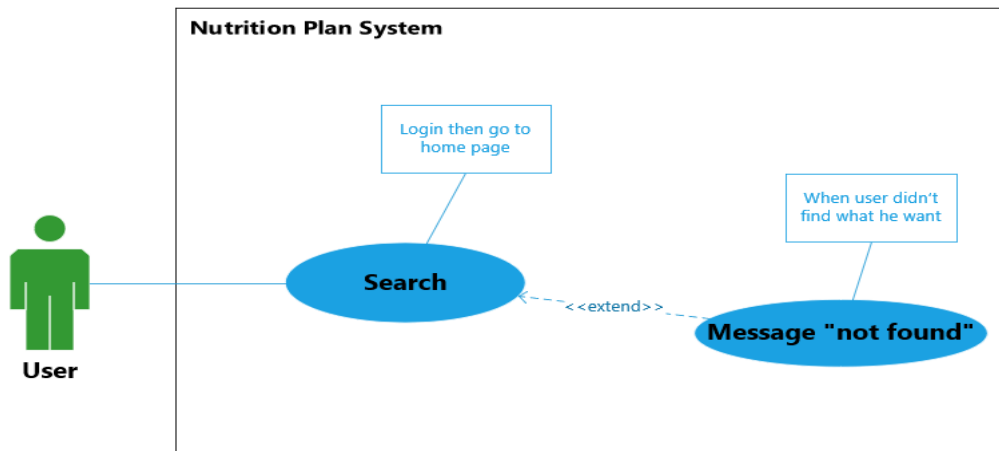 Nutrition Plan System
Login then go to
home page
When user didn't
find what he want
Search
<<extend>>
Message "not found"
User